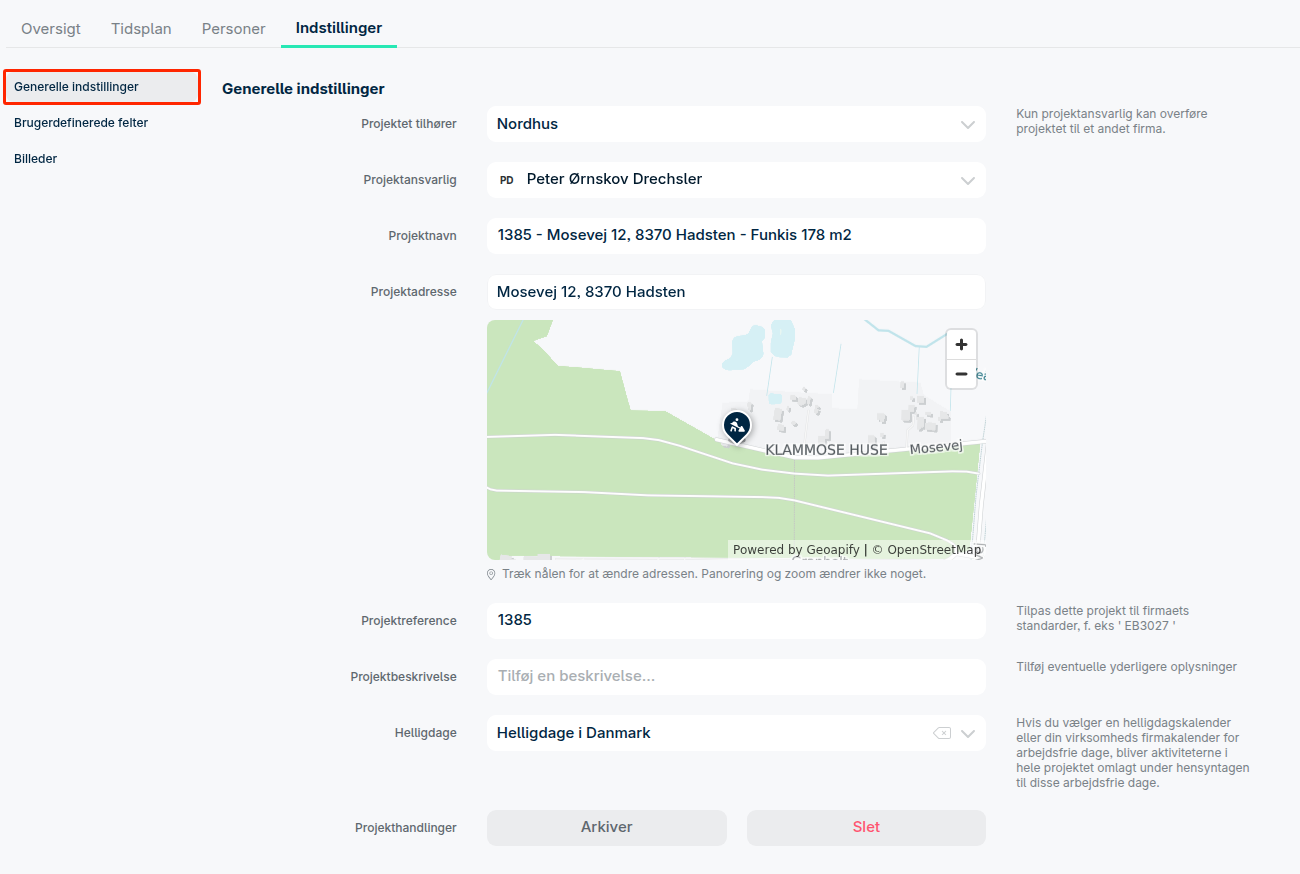 Oversigt Tidsplan Personer Indstillinger
Generelle indstillinger
Brugerdefinerede felter
Billeder
Generelle indstillinger
Projektet tilhører Nordhus
Kun projektansvarlig kan overføre
projektet til et andet firma.
Projektansvarlig PD Peter Ørnskov Drechsler
Projektnavn 1385 - Mosevej 12, 8370 Hadsten - Funkis 178 m2
Projektadresse Mosevej 12, 8370 Hadsten
+
−
KLAMMOSE HUSE Mosevej
Powered by Geoapify | © OpenStreetMap
Træk nålen for at ændre adressen. Panorering og zoom ændrer ikke noget.
Projektreference 1385
Tilpas dette projekt til firmaets
standarder, f. eks ' EB3027 '
Projektbeskrivelse Tilføj en beskrivelse...
Tilføj eventuelle yderligere oplysninger
Helligdage Helligdage i Danmark
Hvis du vælger en helligdagskalender
eller din virksomheds firmakalender for
arbejdsfrie dage, bliver aktiviteterne i
hele projektet omlagt under hensyntagen
til disse arbejdsfrie dage.
Projekthandlinger Arkiver Slet